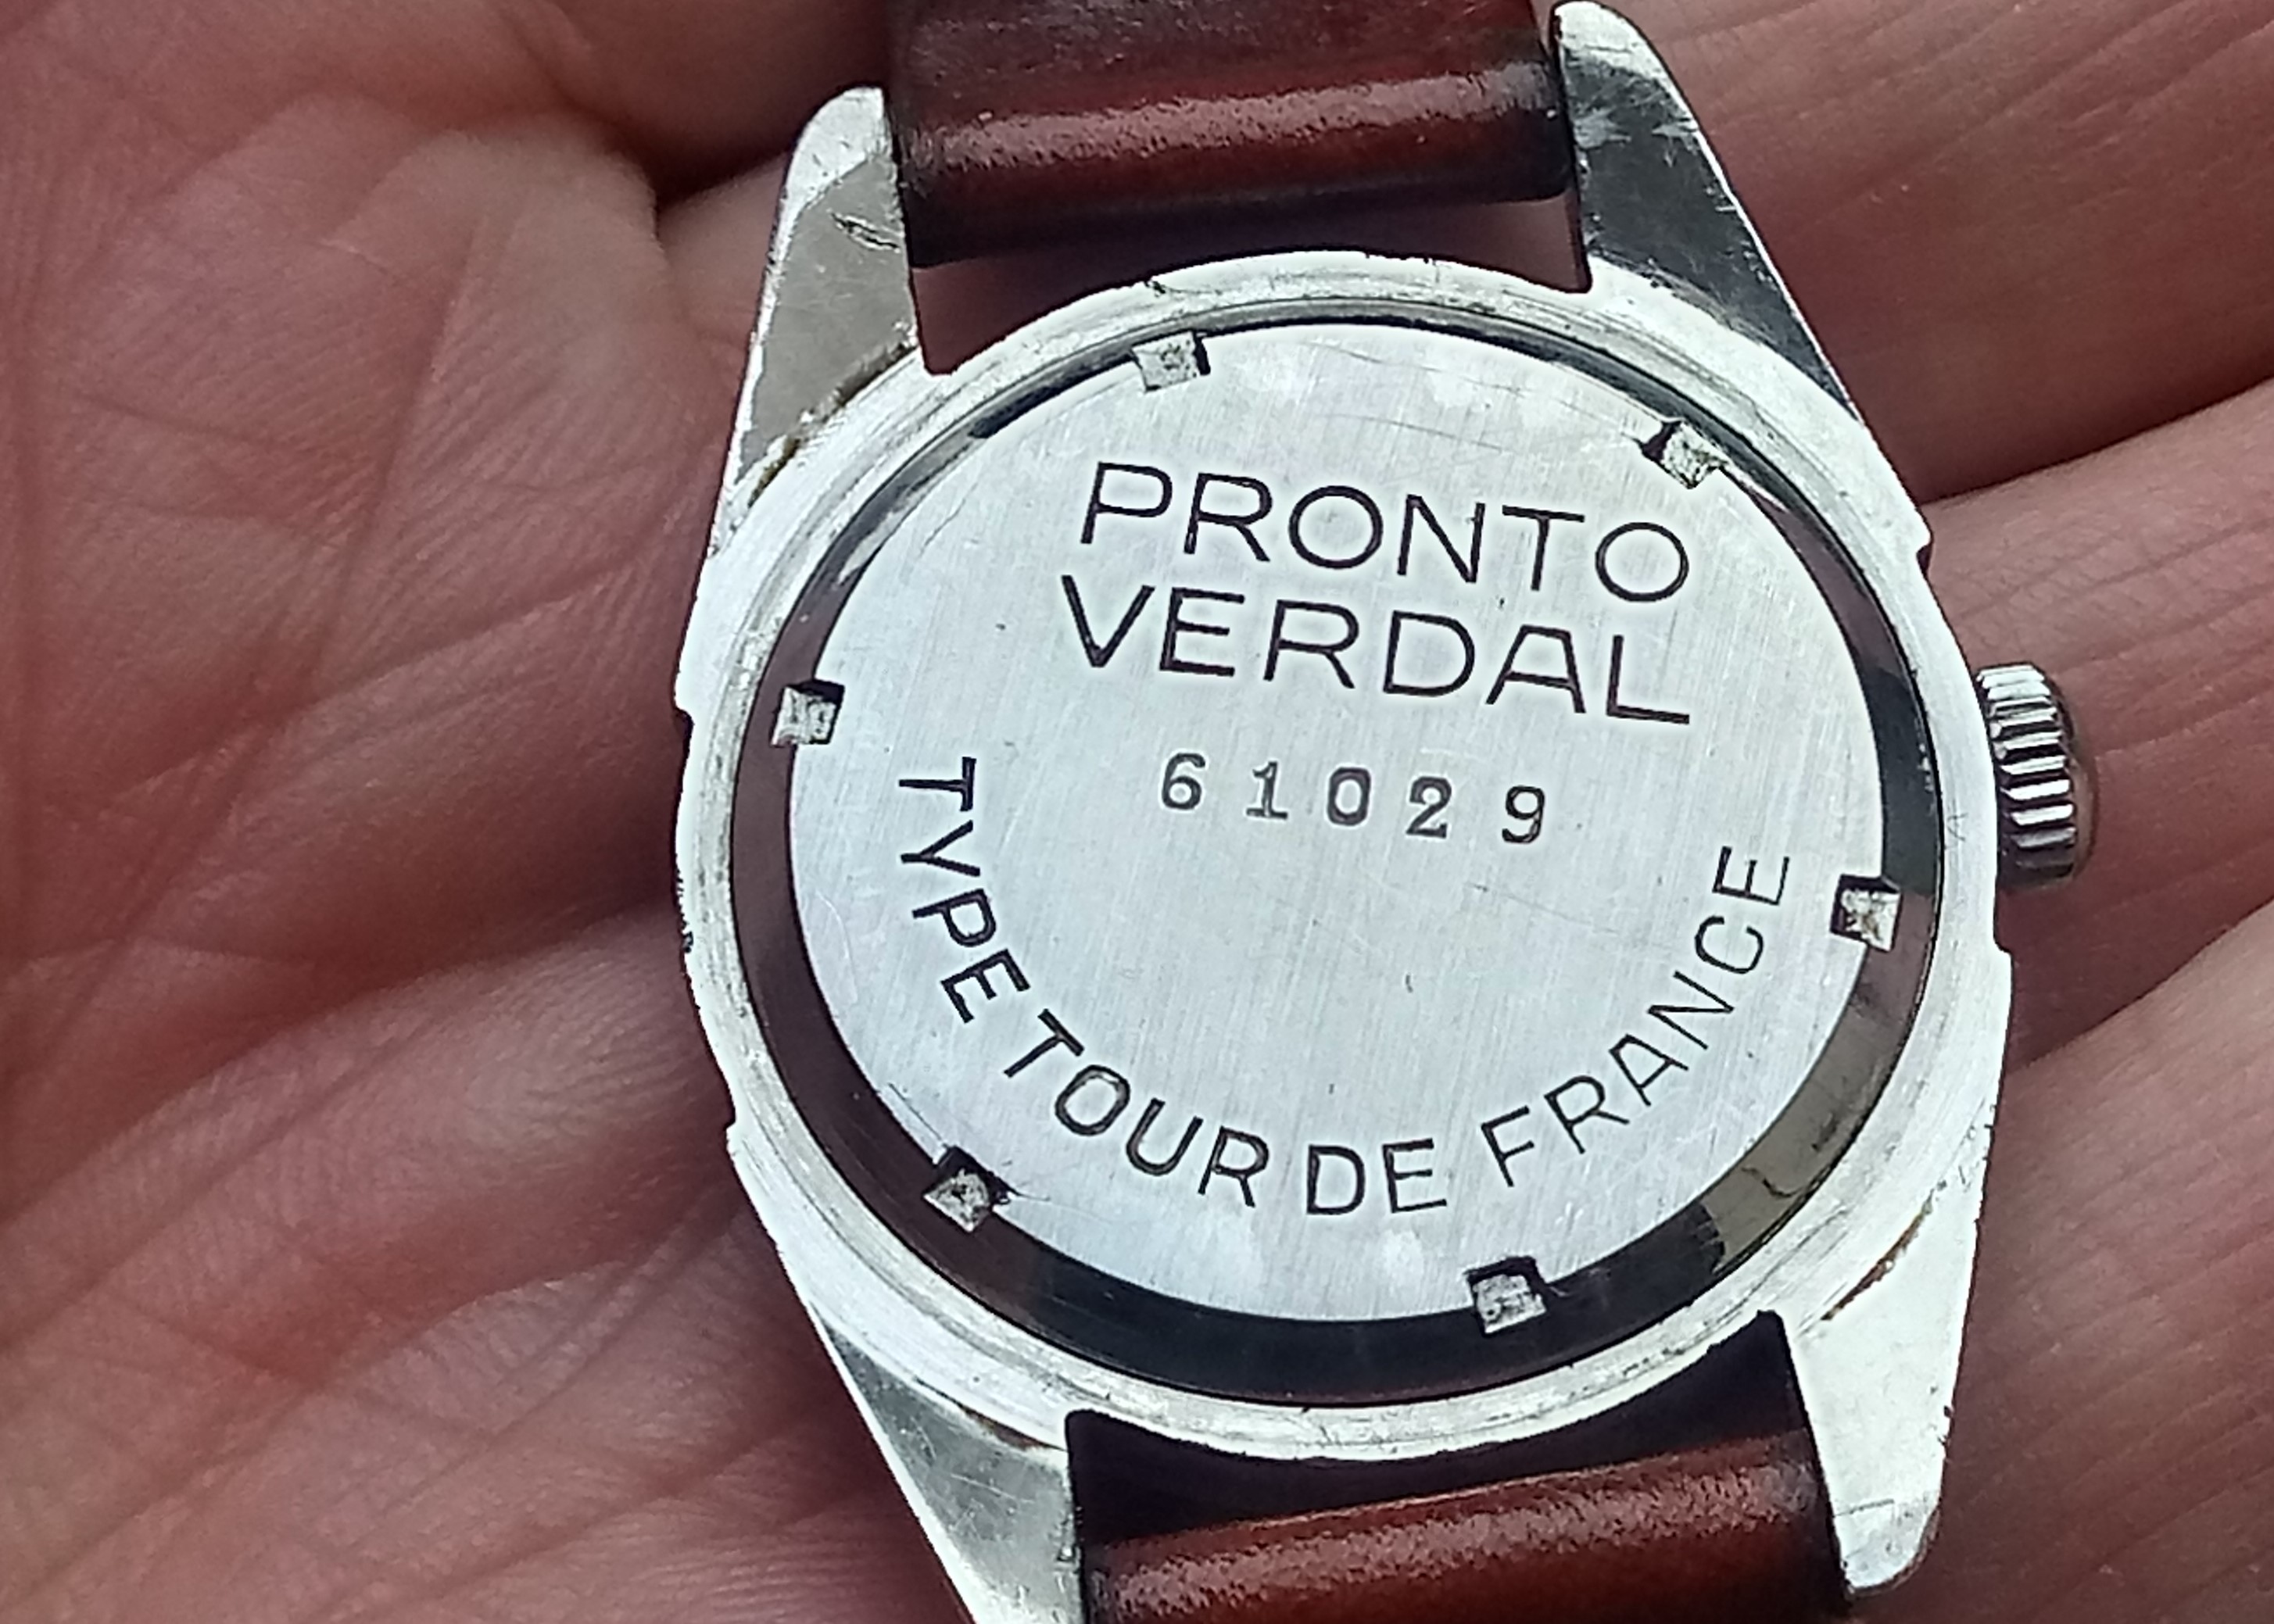 PRONTO
VERDAL
61029
TYPE TOUR DE FRANCE